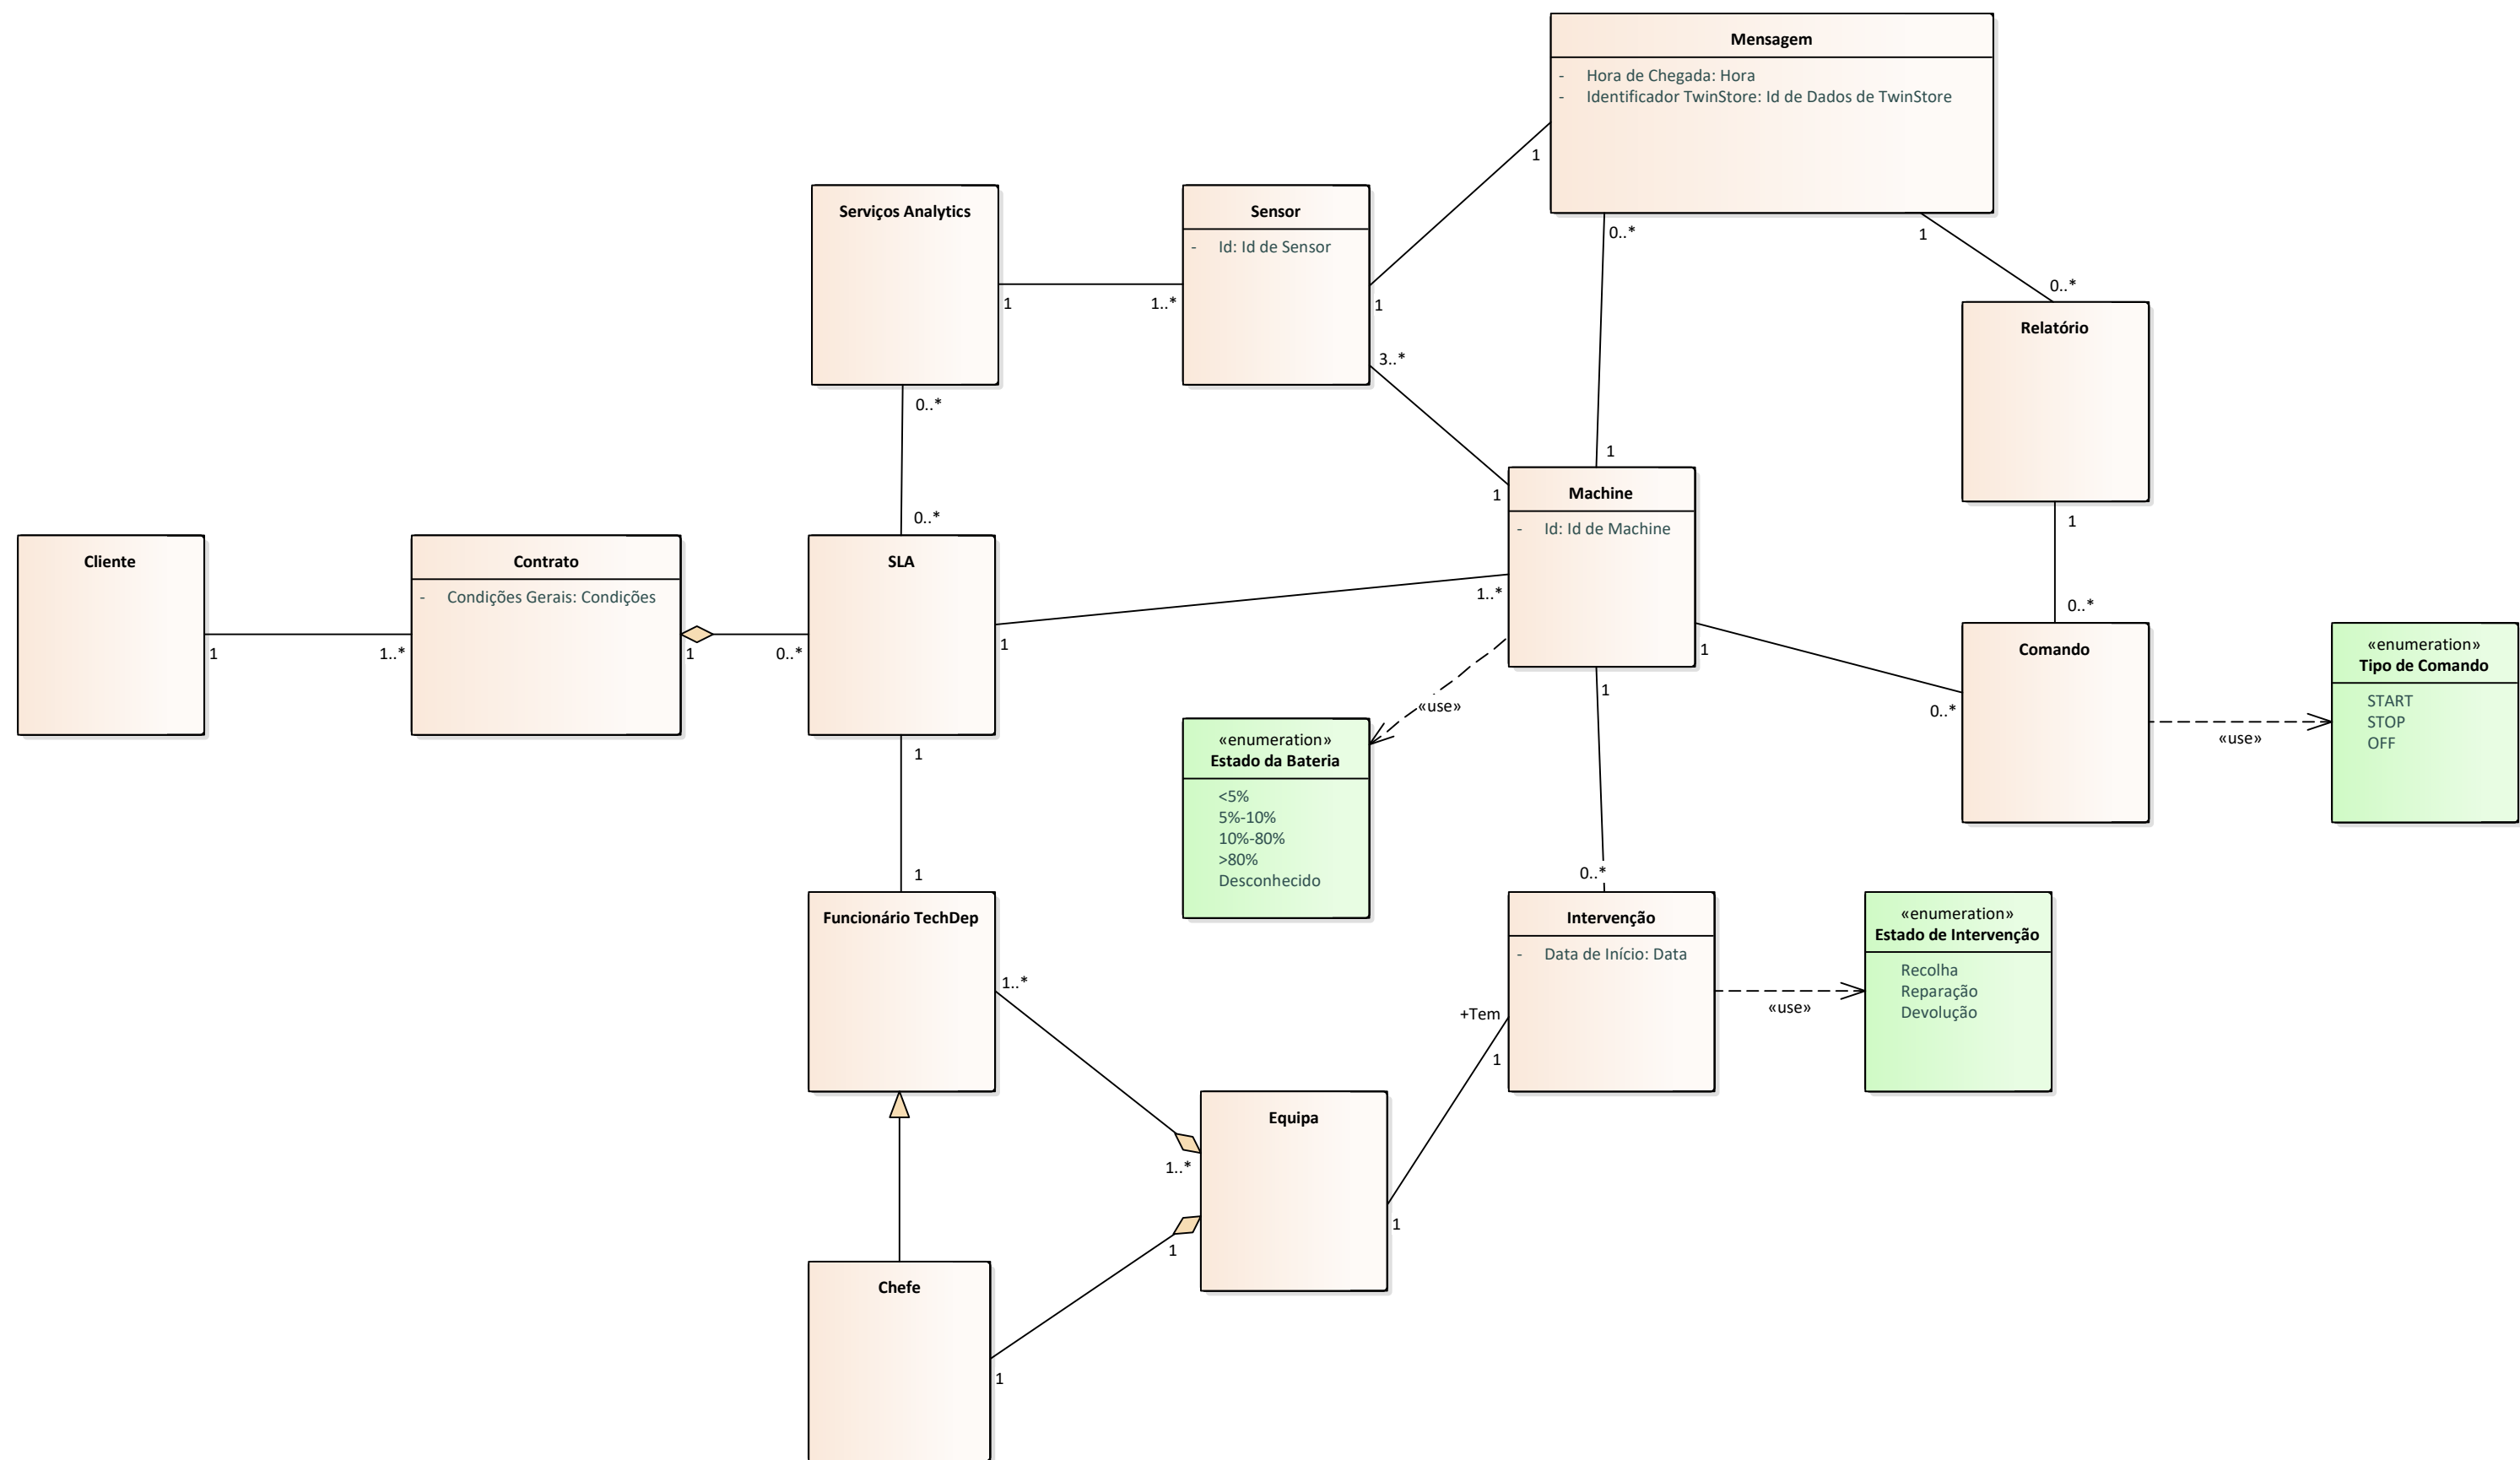 Mensagem
- Hora de Chegada: Hora
- Identificador TwinStore: Id de Dados de TwinStore
1
0..*
1
Serviços Analytics
1
0..*
Sensor
- Id: Id de Sensor
1..*
1
3..*
0..*
Relatório
1
Machine
- Id: Id de Machine
1
1
1..*
1
1
Cliente
1
Contrato
- Condições Gerais: Condições
1..*
1
SLA
0..*
0..*
1
1
0..*
Comando
0..*
«use»
«enumeration»
Tipo de Comando
START
STOP
OFF
«use»
«enumeration»
Estado da Bateria
<5%
5%-10%
10%-80%
>80%
Desconhecido
1
Funcionário TechDep
1..*
0..*
Intervenção
- Data de Início: Data
+Tem
1
«use»
«enumeration»
Estado de Intervenção
Recolha
Reparação
Devolução
Equipa
1..*
1
1
Chefe
1